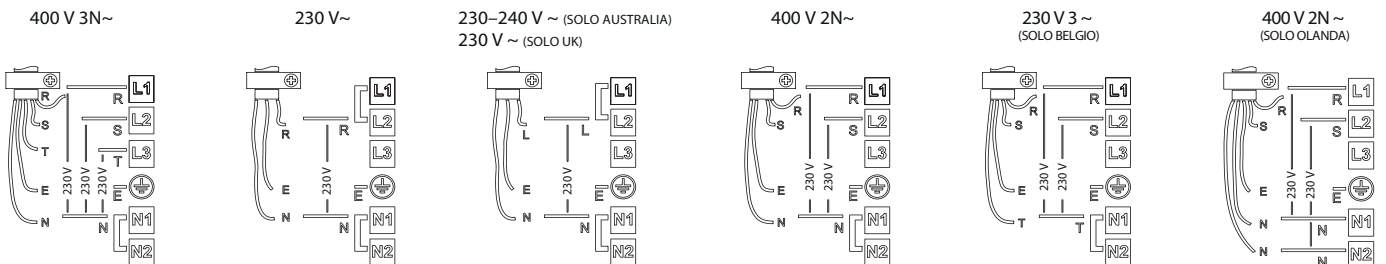 400 V 3N~
R
S
T
E
N
230 V
230 V
230 V
R
S
T
E
N
L1
L2
L3
N1
N2
230 V~
R
E
N
230 V
R
E
N
L1
L2
L3
N1
N2
230–240 V ~ (SOLO AUSTRALIA)
230 V ~ (SOLO UK)
L
E
N
230 V
L
E
N
L1
L2
L3
N1
N2
400 V 2N~
R
S
E
N
230 V
230 V
R
S
E
N
L1
L2
L3
N1
N2
230 V 3 ~
(SOLO BELGIO)
R
S
E
T
230 V
230 V
R
S
E
T
L1
L2
L3
N1
N2
400 V 2N ~
(SOLO OLANDA)
R
S
E
N
N
230 V
230 V
R
S
E
N
N
L1
L2
L3
N1
N2